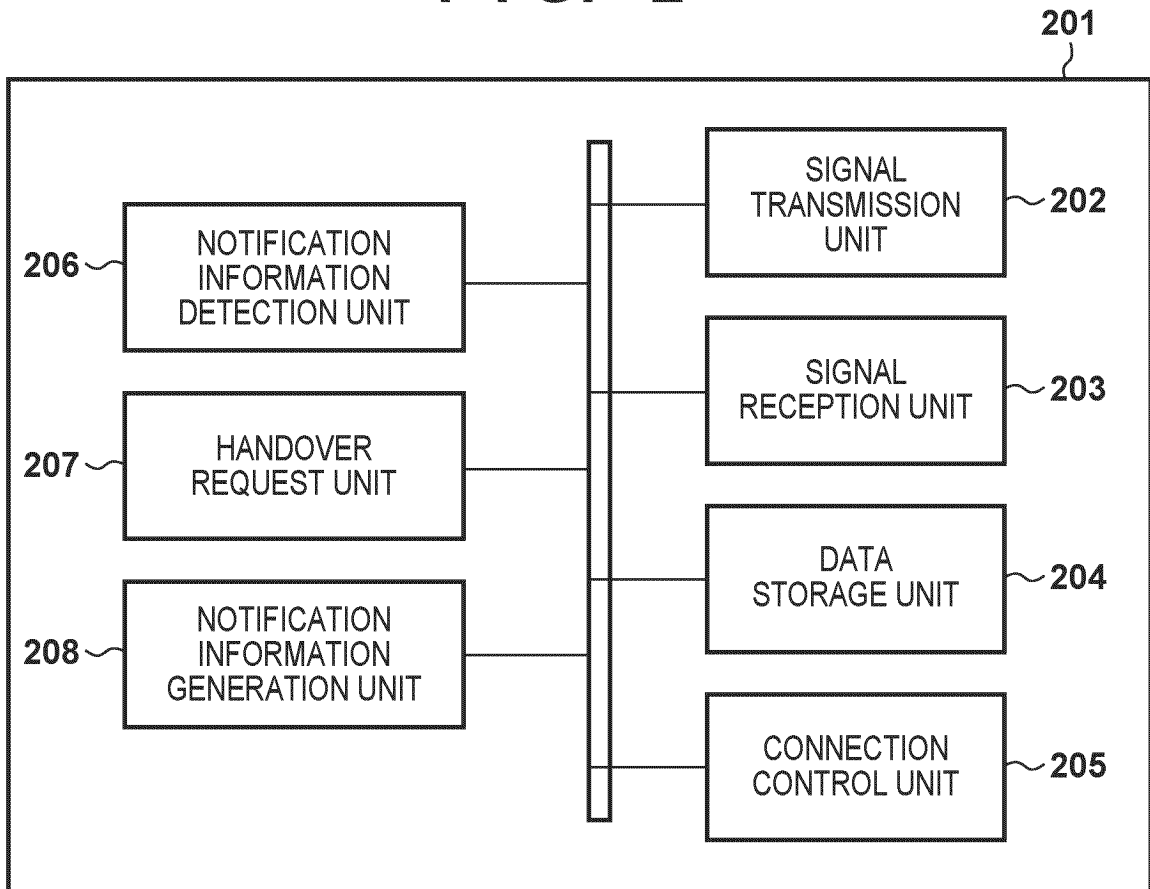 201
SIGNAL
TRANSMISSION
UNIT
202
NOTIFICATION
INFORMATION
DETECTION UNIT
206
SIGNAL
RECEPTION UNIT
203
HANDOVER
REQUEST UNIT
207
DATA
STORAGE UNIT
204
NOTIFICATION
INFORMATION
GENERATION UNIT
208
CONNECTION
CONTROL UNIT
205